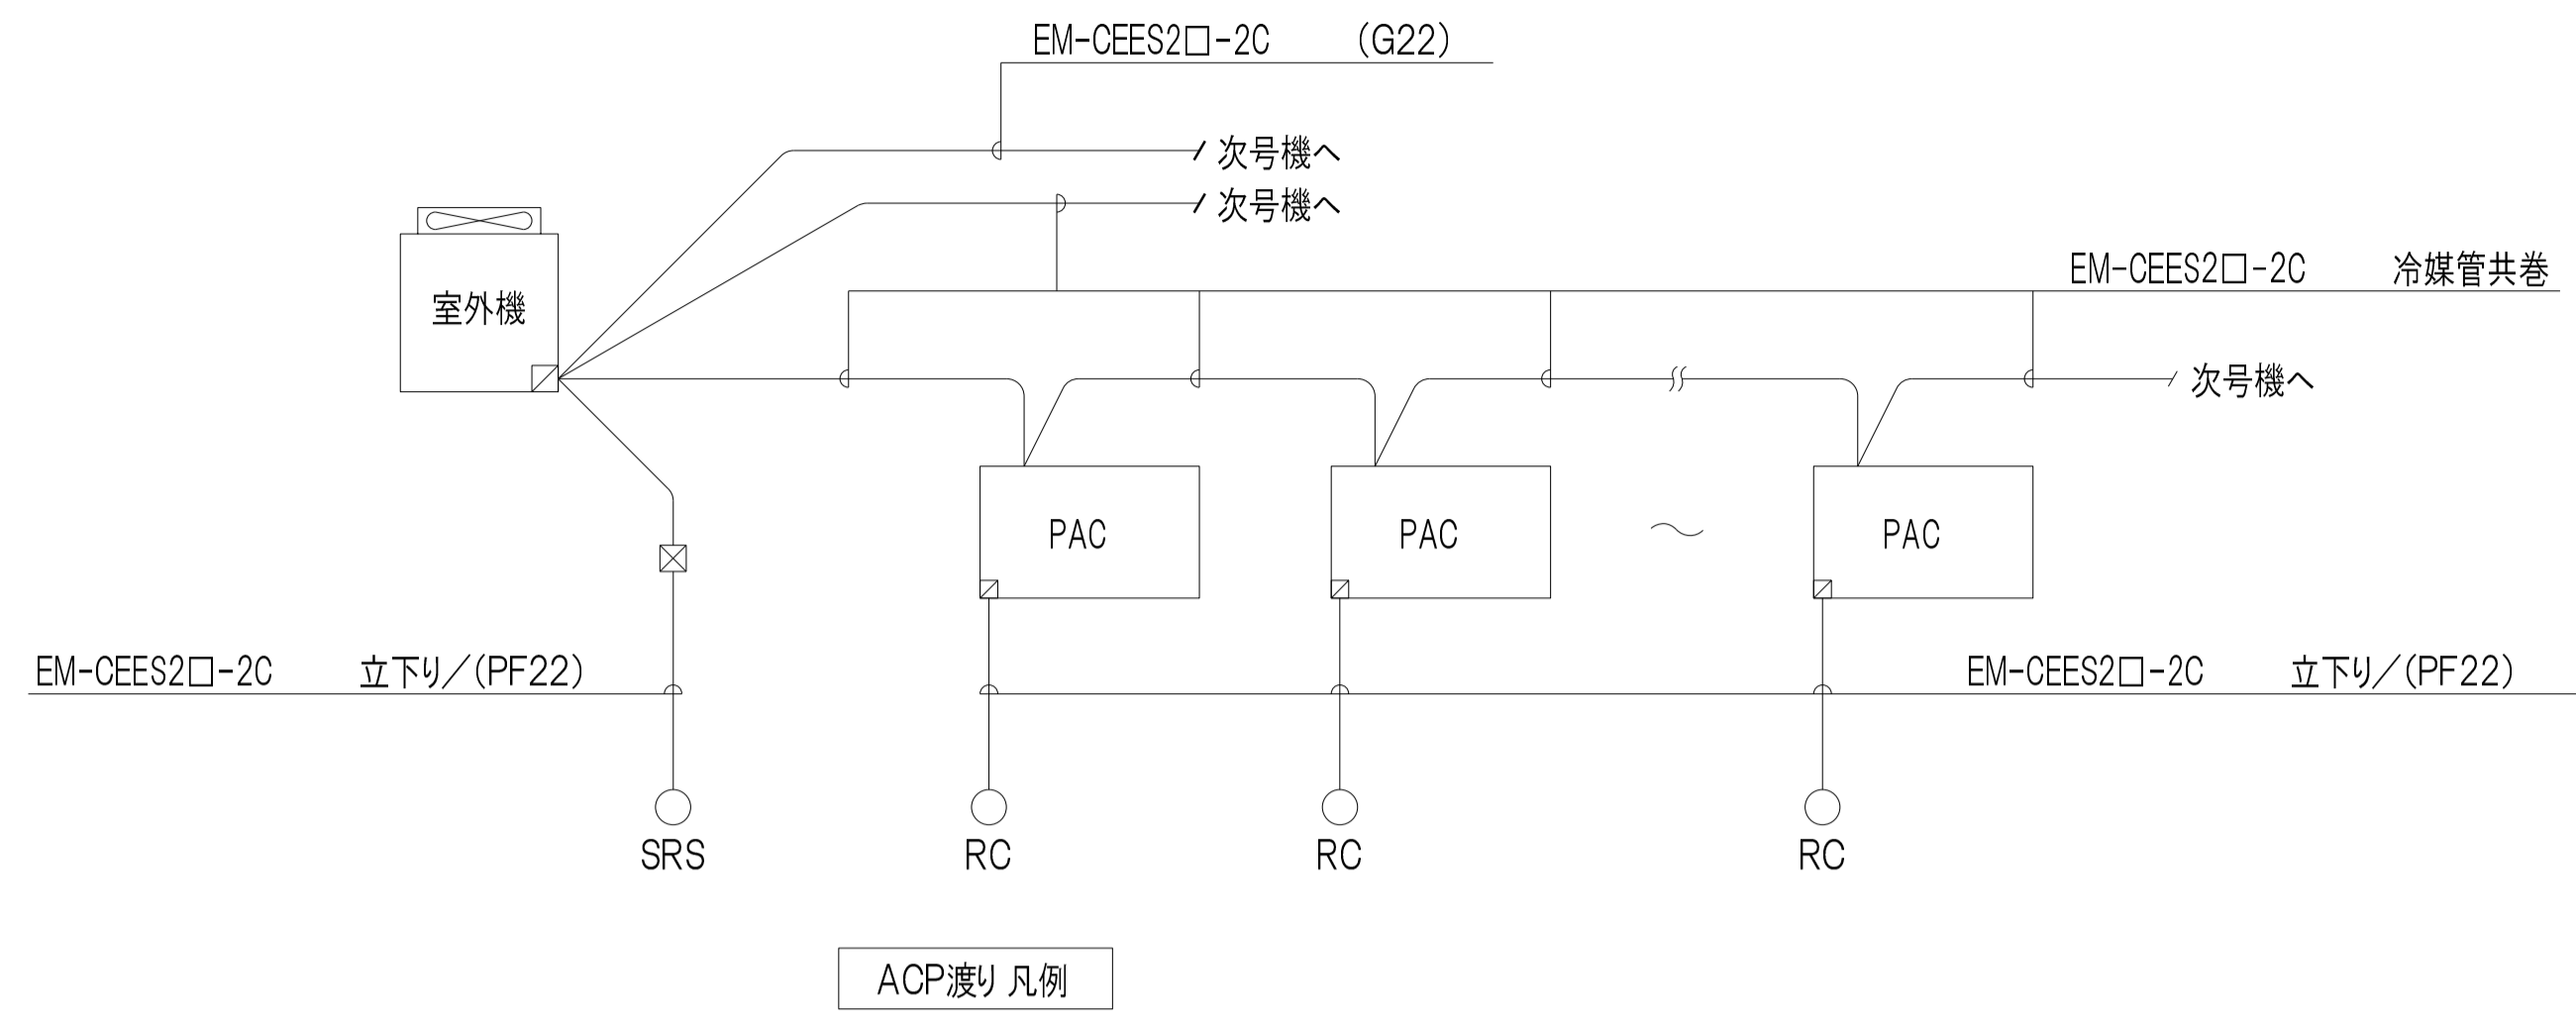 EM-CEES2□-2C (G22)
次号機へ
次号機へ
EM-CEES2□-2C 冷媒管共巻
室外機
次号機へ
PAC
PAC
～
PAC
EM-CEES2□-2C 立下り／(PF22)
EM-CEES2□-2C 立下り／(PF22)
SRS
RC
RC
RC
ACP渡り 凡例